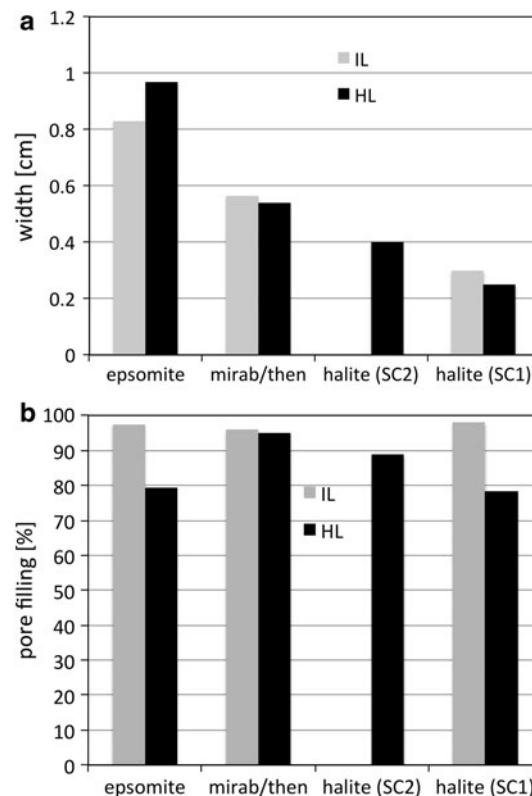 a
1.2
1
0.8
0.6
0.4
0.2
0
width [cm]
IL
HL
epsomite mirab/then halite (SC2) halite (SC1)
b
100
90
80
70
60
50
40
30
20
10
0
pore filling [%]
IL
HL
epsomite mirab/then halite (SC2) halite (SC1)